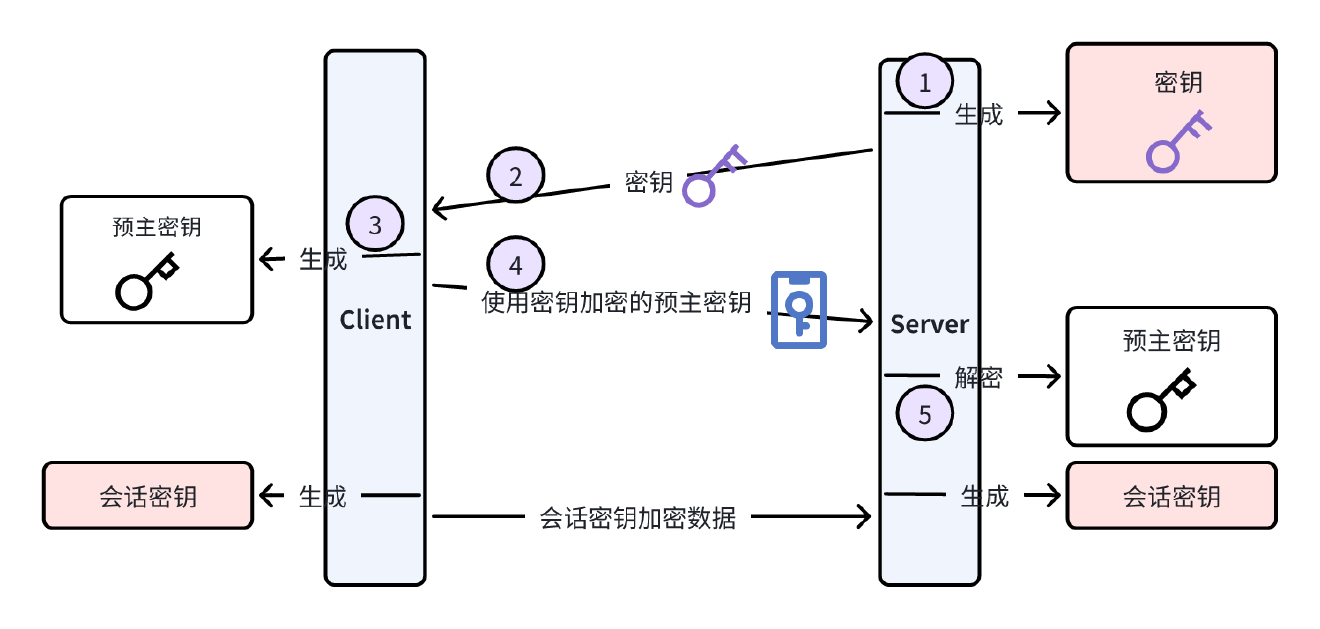 1
密钥
生成
2
密钥
3
预主密钥
生成
4
使用密钥加密的预主密钥
Client
Server
预主密钥
解密
5
会话密钥
生成
生成
会话密钥
会话密钥加密数据